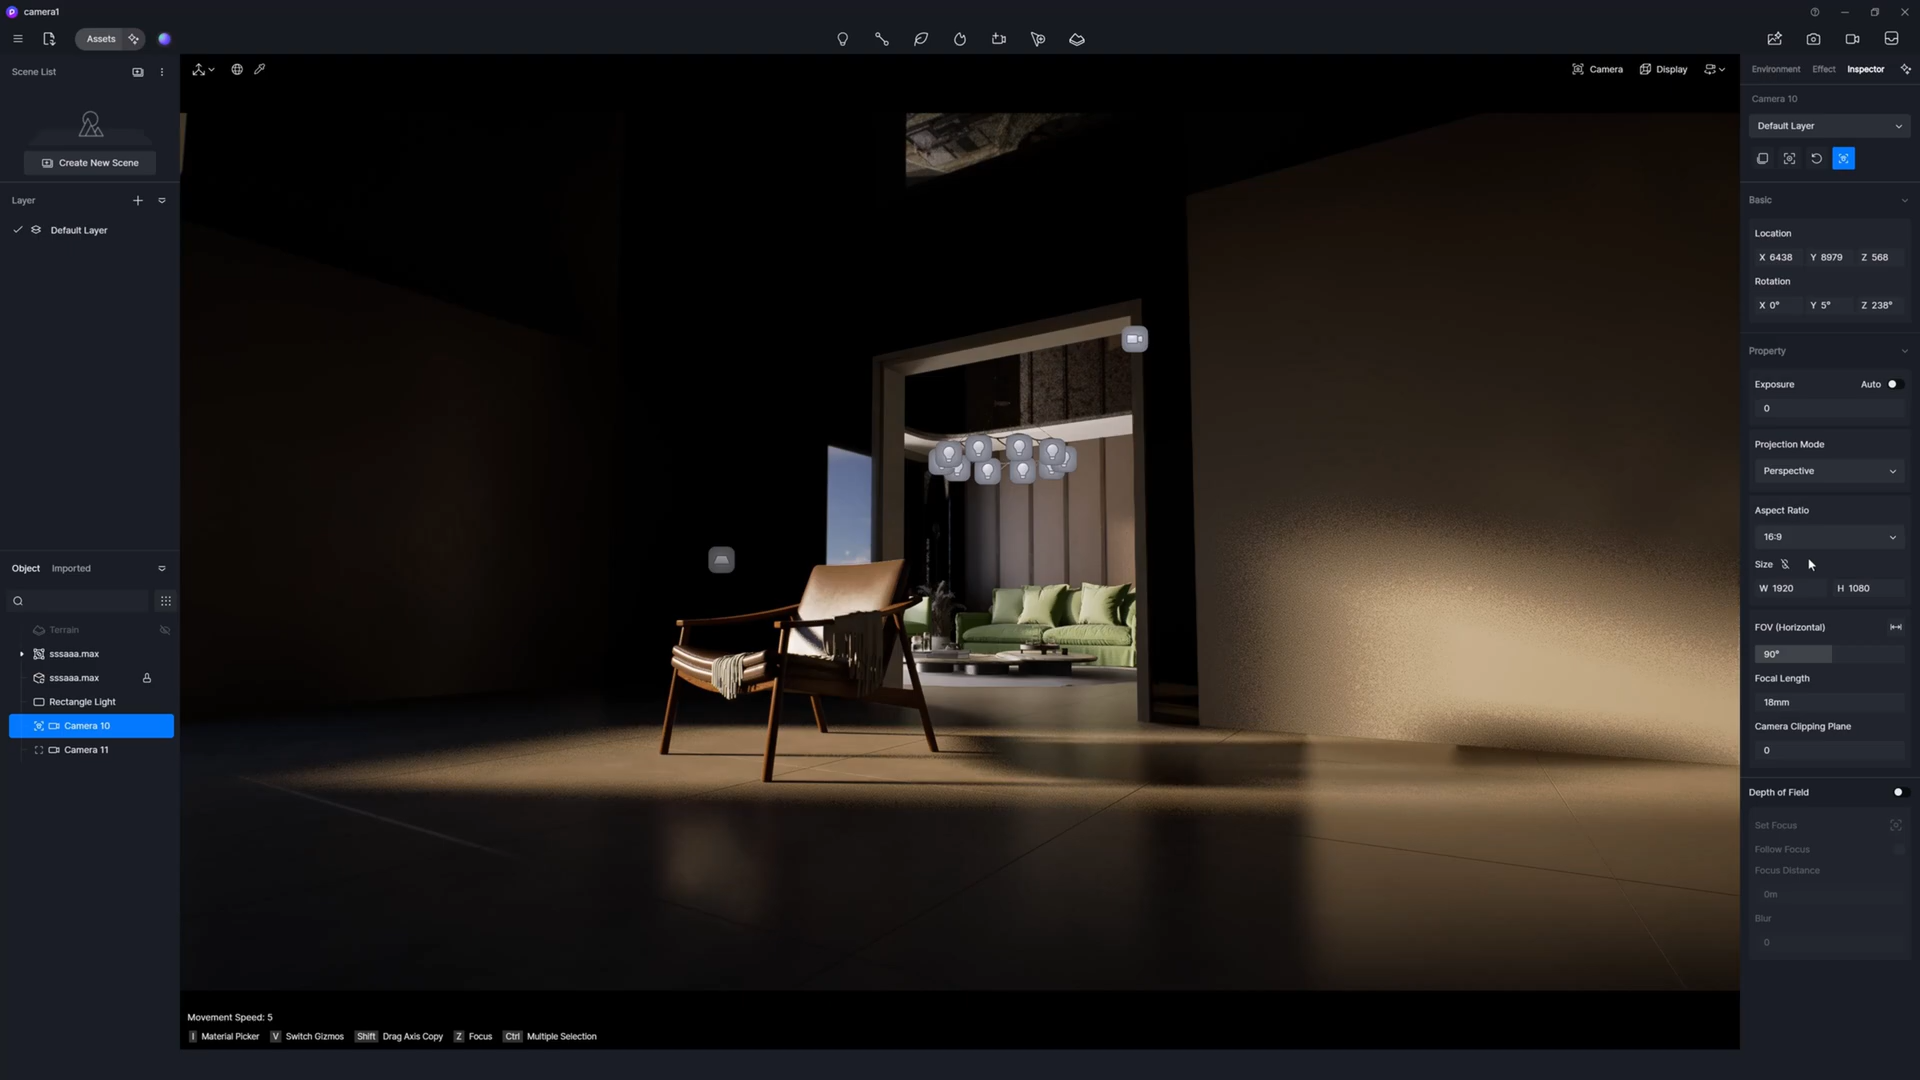 camera1
Assets
Scene List
Create New Scene
Layer
Default Layer
Object Imported
Terrain
sssaaa.max
sssaaa.max
Rectangle Light
Camera 10
Camera 11
Camera Display
Movement Speed: 5
I Material Picker V Switch Gizmos Shift Drag Axis Copy Z Focus Ctrl Multiple Selection
Environment Effect Inspector
Camera 10
Default Layer
Basic
Location
X 6438 Y 8979 Z 568
Rotation
X 0° Y 5° Z 238°
Property
Exposure Auto
0
Projection Mode
Perspective
Aspect Ratio
16:9
Size
W 1920 H 1080
FOV (Horizontal)
90°
Focal Length
18mm
Camera Clipping Plane
0
Depth of Field
Set Focus
Follow Focus
Focus Distance
0m
Blur
0